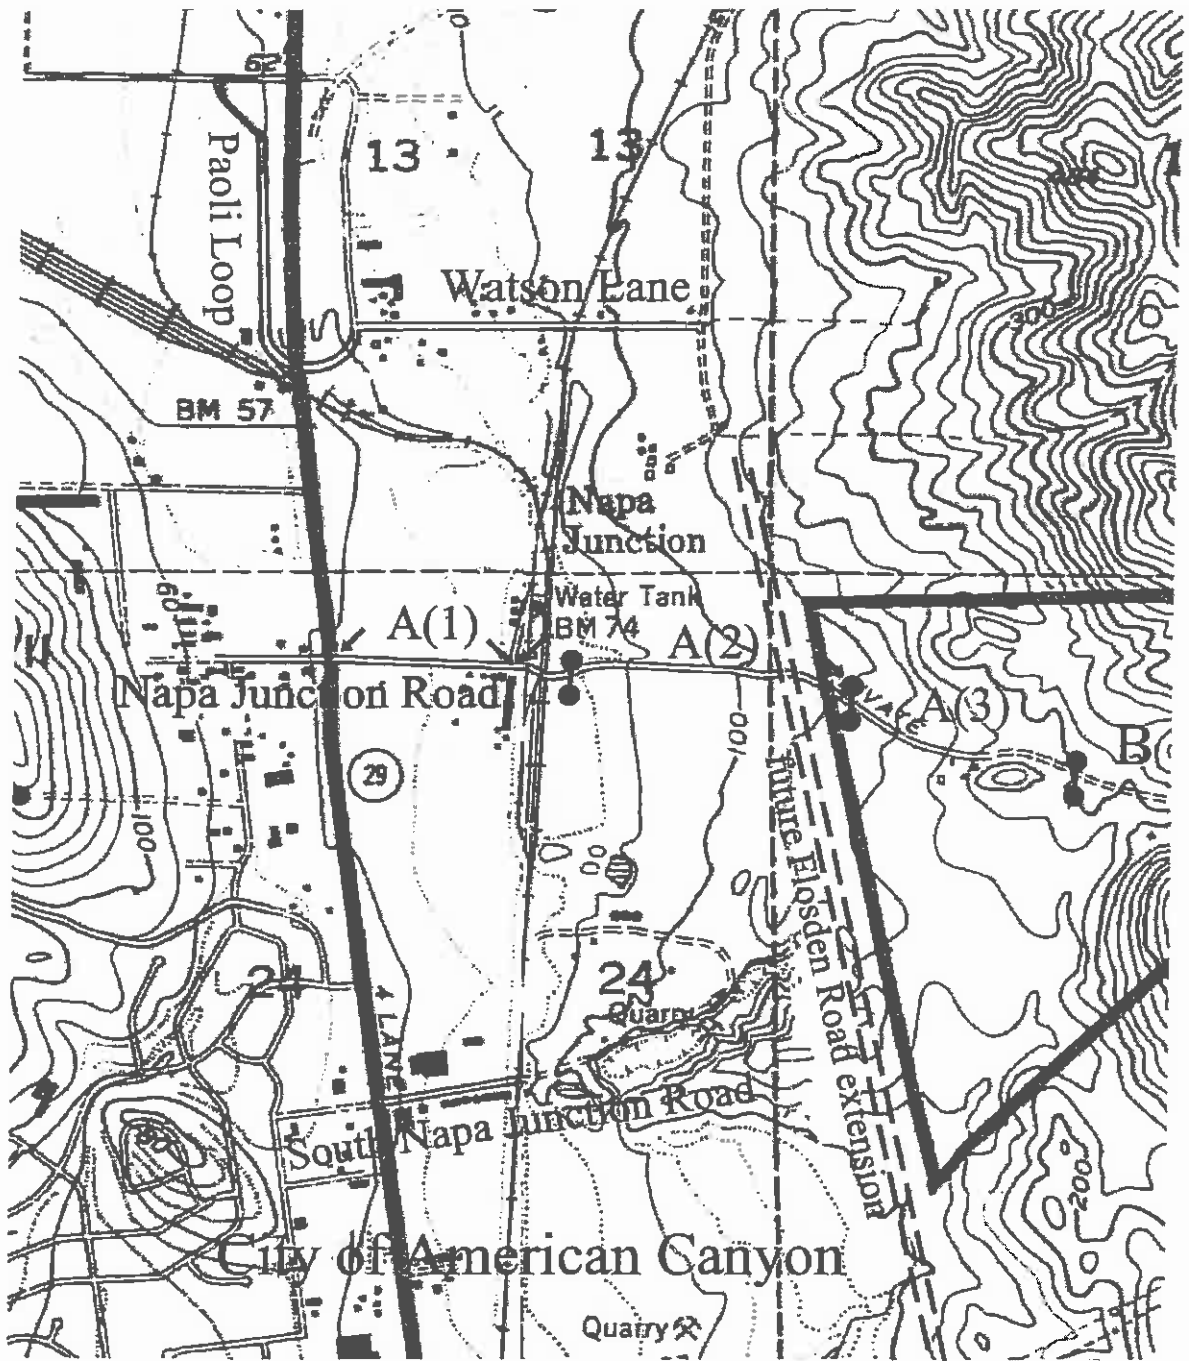 62
Paoli Loop
13
13
Watson Lane
300
BM 57
Napa
Junction
60
Water Tank
BM 74
A(1)
A(2)
Napa Junction Road
A(3)
B(
100
29
100
future Flosden Road extension
24
24
Quarry
4 LANE
South Napa Junction Road
200
City of American Canyon
Quarry